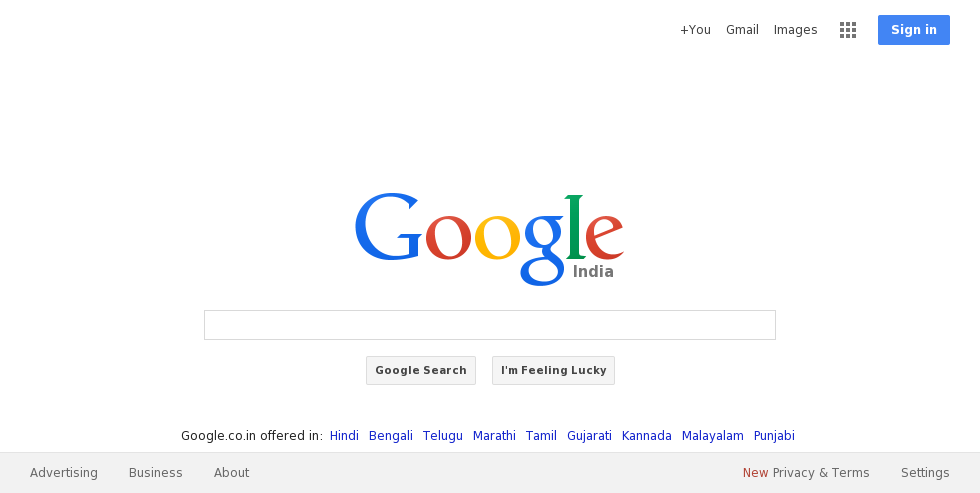 +You Gmail Images Sign in
Google
India
Google Search I'm Feeling Lucky
Google.co.in offered in: Hindi Bengali Telugu Marathi Tamil Gujarati Kannada Malayalam Punjabi
Advertising Business About New Privacy & Terms Settings